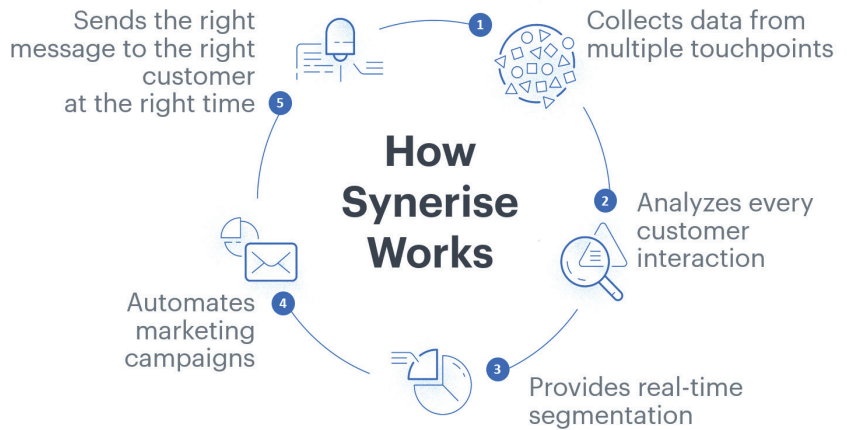 How
Synerise
Works
1
Collects data from
multiple touchpoints
2
Analyzes every
customer
interaction
3
Provides real-time
segmentation
4
Automates
marketing
campaigns
5
Sends the right
message to the right
customer
at the right time